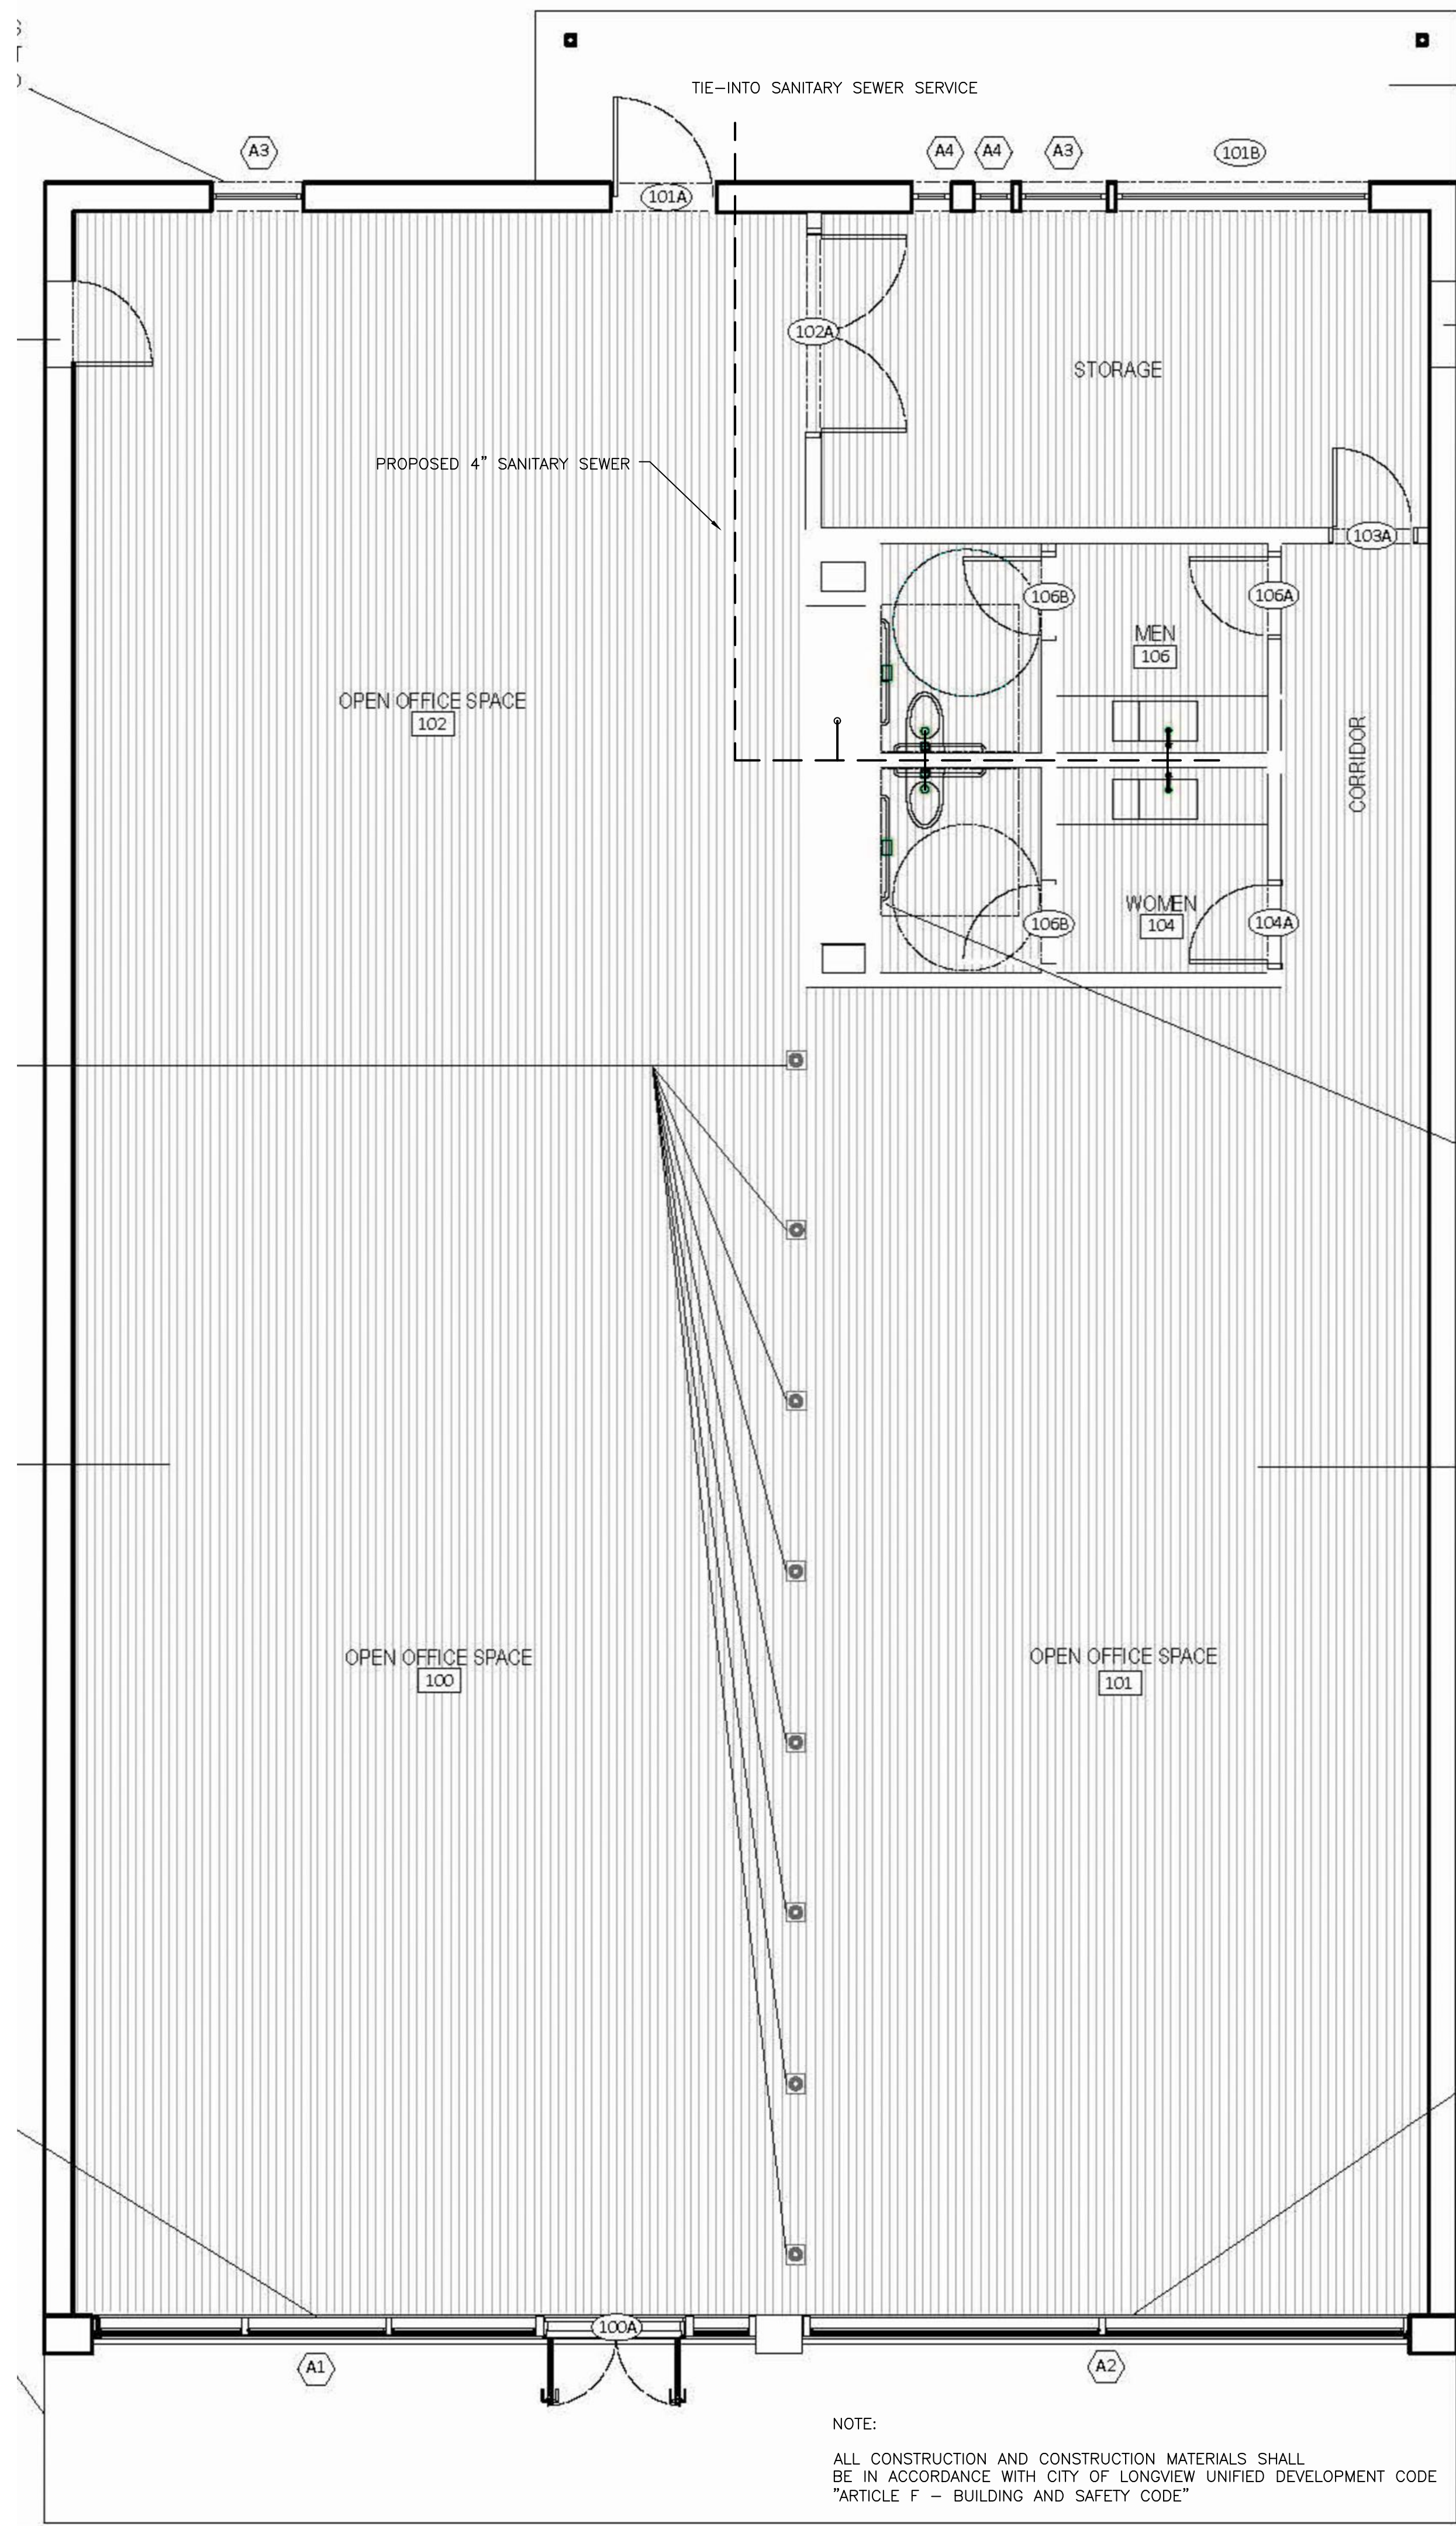 TIE-INTO SANITARY SEWER SERVICE
A3
A4
A4
A3
101B
101A
102A
STORAGE
PROPOSED 4" SANITARY SEWER
103A
106B
106A
MEN
106
OPEN OFFICE SPACE
102
CORRIDOR
WOMEN
104
106B
104A
OPEN OFFICE SPACE
100
OPEN OFFICE SPACE
101
100A
A1
A2
NOTE:
ALL CONSTRUCTION AND CONSTRUCTION MATERIALS SHALL
BE IN ACCORDANCE WITH CITY OF LONGVIEW UNIFIED DEVELOPMENT CODE
"ARTICLE F – BUILDING AND SAFETY CODE"